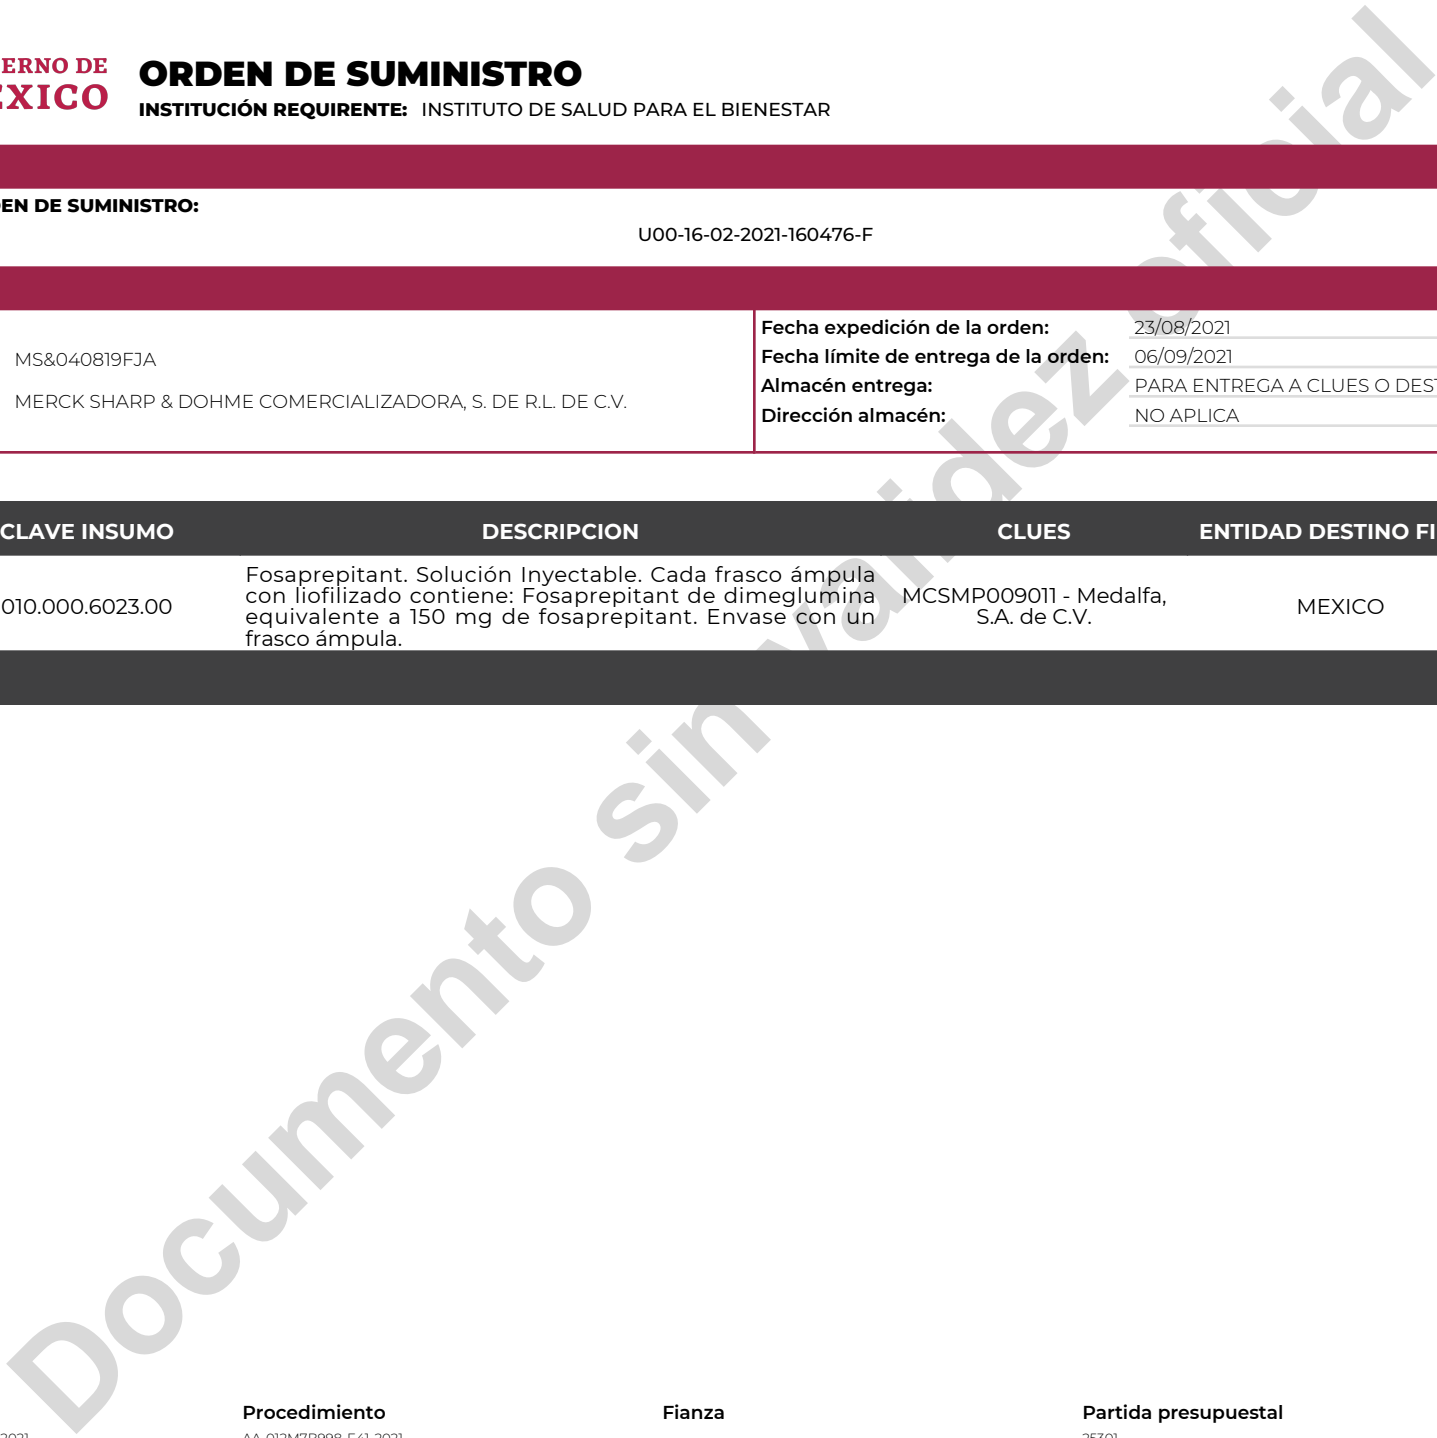 ERNO DE
EXICO
ORDEN DE SUMINISTRO
INSTITUCIÓN REQUIRENTE: INSTITUTO DE SALUD PARA EL BIENESTAR
EN DE SUMINISTRO:
U00-16-02-2021-160476-F
MS&040819FJA
MERCK SHARP & DOHME COMERCIALIZADORA, S. DE R.L. DE C.V.
Fecha expedición de la orden: 23/08/2021
Fecha límite de entrega de la orden: 06/09/2021
Almacén entrega: PARA ENTREGA A CLUES O DEST
Dirección almacén: NO APLICA
CLAVE INSUMO DESCRIPCION CLUES ENTIDAD DESTINO FI
010.000.6023.00
Fosaprepitant. Solución Inyectable. Cada frasco ámpula
con liofilizado contiene: Fosaprepitant de dimeglumina
equivalente a 150 mg de fosaprepitant. Envase con un
frasco ámpula.
MCSMP009011 - Medalfa,
S.A. de C.V.
MEXICO
Documento sin validez oficial
Procedimiento Fianza Partida presupuestal